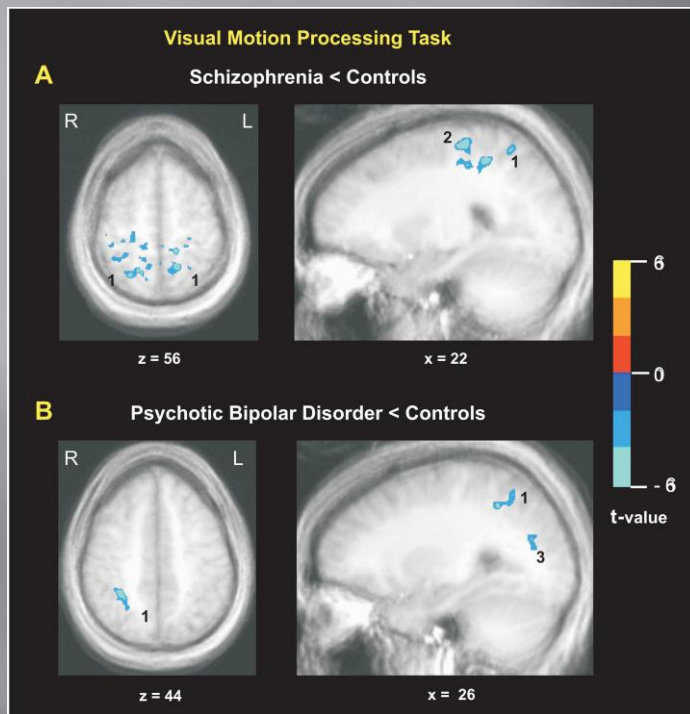 Visual Motion Processing Task
A
Schizophrenia < Controls
R L
2
1
1 1
z = 56
x = 22
6
0
- 6
t-value
B
Psychotic Bipolar Disorder < Controls
R L
1
3
1
z = 44
x = 26